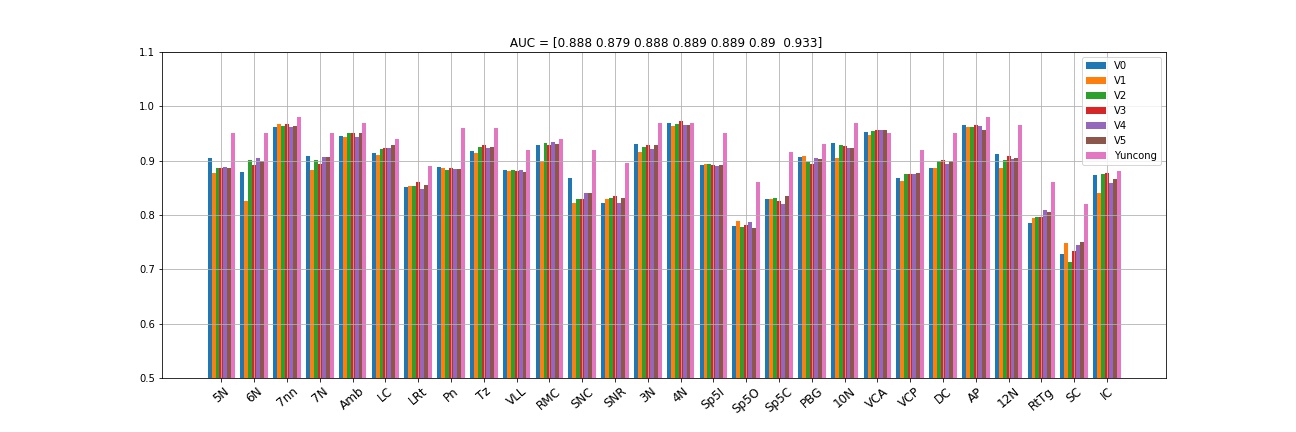 AUC = [0.888 0.879 0.888 0.889 0.889 0.89 0.933]
1.1
1.0
0.9
0.8
0.7
0.6
0.5
V0
V1
V2
V3
V4
V5
Yuncong
5N 6N 7nn 7N Amb LC LRt Pn Tz VLL RMC SNC SNR 3N 4N Sp5I Sp5O Sp5C PBG 10N VCA VCP DC AP 12N RtTg SC IC